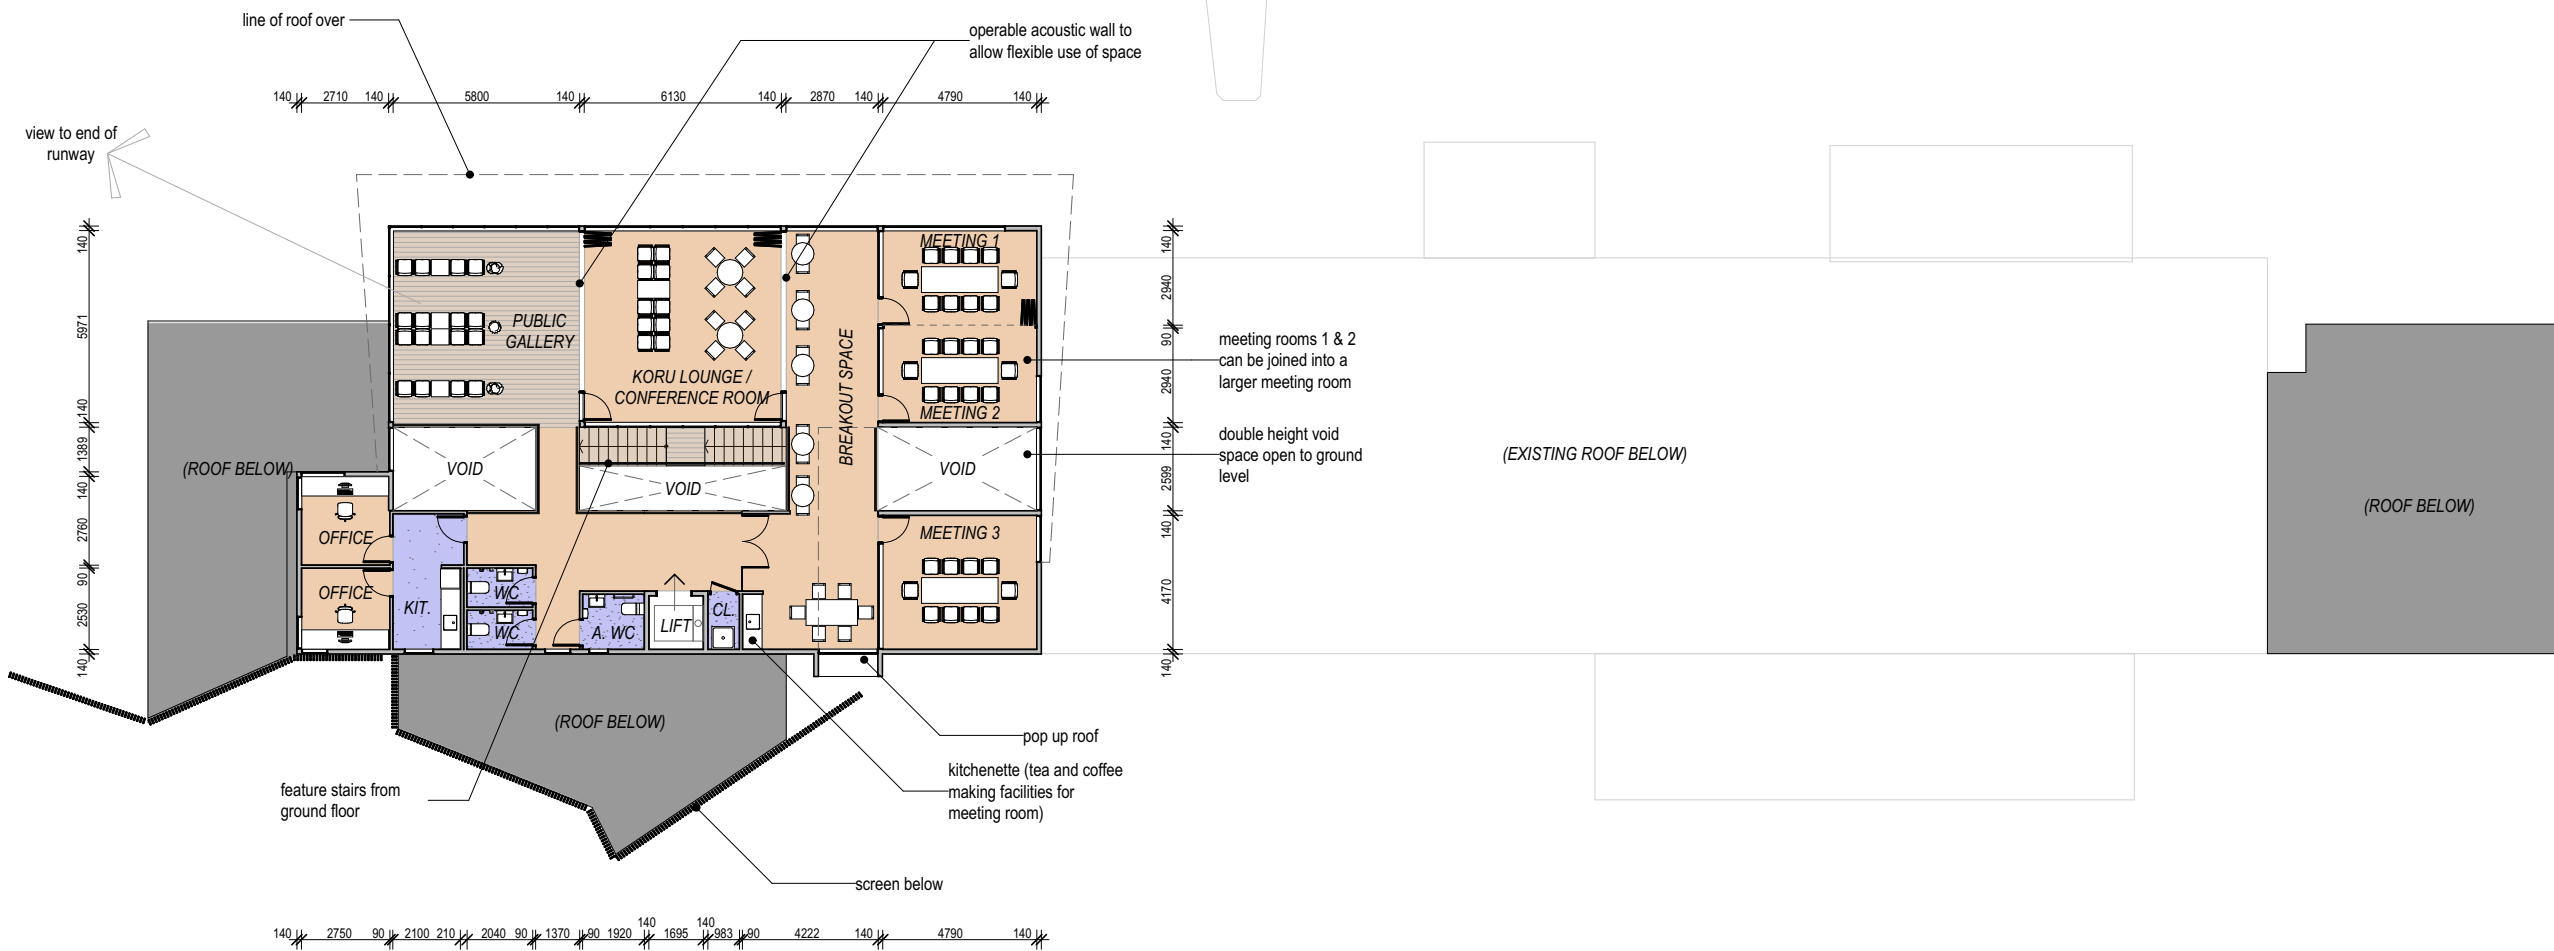 line of roof over
operable acoustic wall to
allow flexible use of space
140 2710 140 5800 140 6130 140 2870 140 4790 140
view to end of
runway
MEETING 1
PUBLIC
GALLERY
KORU LOUNGE /
CONFERENCE ROOM
BREAKOUT SPACE
MEETING 2
meeting rooms 1 & 2
can be joined into a
larger meeting room
double height void
space open to ground
level
(ROOF BELOW)
VOID
VOID
VOID
(EXISTING ROOF BELOW)
(ROOF BELOW)
OFFICE
MEETING 3
OFFICE
KIT.
WC
WC
A. WC
LIFT
CL.
(ROOF BELOW)
pop up roof
kitchenette (tea and coffee
making facilities for
meeting room)
feature stairs from
ground floor
screen below
140 5971 140 1389 140 2760 90 2530 140
140 2940 90 2940 140 2599 140 4170 140
140 2750 90 2100 210 2040 90 1370 90 1920 140 1695 140 983 90 4222 140 4790 140